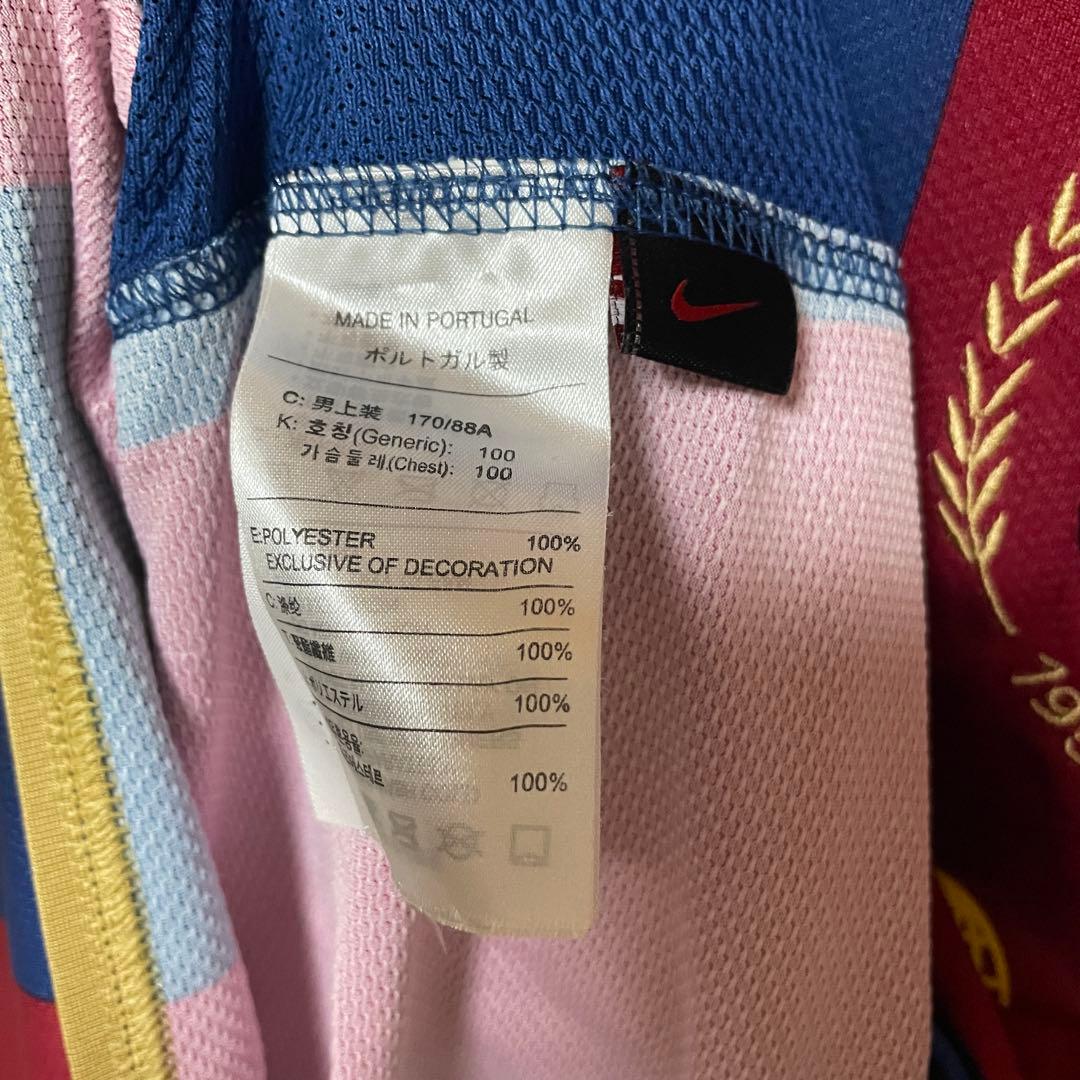 MADE IN PORTUGAL
ポルトガル製
C: 男上装 170/88A
K: 호칭(Generic): 100
가슴둘레(Chest): 100
E:POLYESTER 100%
EXCLUSIVE OF DECORATION
C:涤纶 100%
100%
ポリエステル 100%
100%